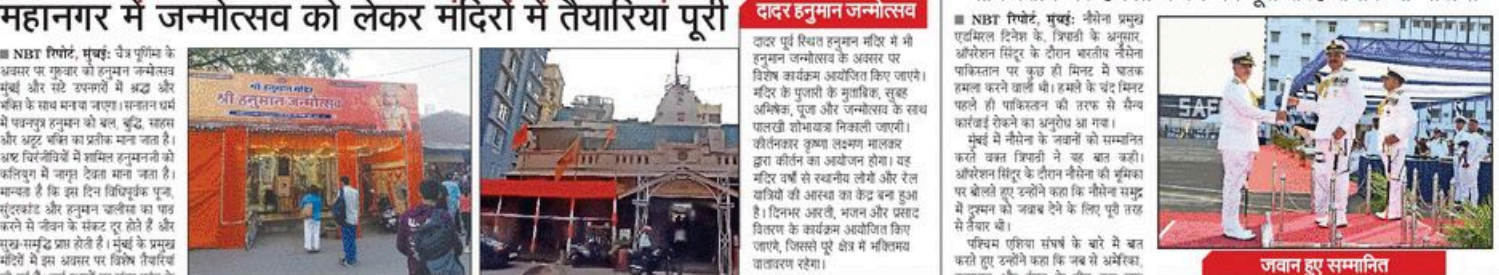 महानगर में जन्मोत्सव को लेकर मंदिरों में तैयारियां पूरी
■ NBT रिपोर्ट, मुंबई: चैत्र पूर्णिमा के
अवसर पर गुरुवार को हनुमान जन्मोत्सव
मुंबई और सटे उपनगरों में श्रद्धा और
भक्ति के साथ मनाया जाएगा। सनातन धर्म
में पवनपुत्र हनुमान को बल, बुद्धि, साहस
और अटूट भक्ति का प्रतीक माना जाता है।
अष्ट चिरंजीवियों में शामिल हनुमानजी को
कलियुग में जागृत देवता माना जाता है।
मान्यता है कि इस दिन विधिपूर्वक पूजा,
सुंदरकांड और हनुमान चालीसा का पाठ
करने से जीवन के संकट दूर होते हैं और
सुख-समृद्धि प्राप्त होती है। मुंबई के प्रमुख
मंदिरों में इस अवसर पर विशेष तैयारियां
श्री हनुमान मंदिर
श्री हनुमान जन्मोत्सव
दादर हनुमान जन्मोत्सव
दादर पूर्व स्थित हनुमान मंदिर में भी
हनुमान जन्मोत्सव के अवसर पर
विशेष कार्यक्रम आयोजित किए जाएंगे।
मंदिर के पुजारी के मुताबिक, सुबह
अभिषेक, पूजा और जन्मोत्सव के साथ
पालखी शोभायात्रा निकाली जाएगी।
कीर्तनकार कृष्णा लक्ष्मण मालकर
द्वारा कीर्तन का आयोजन होगा। यह
मंदिर वर्षों से स्थानीय लोगों और रेल
यात्रियों की आस्था का केंद्र बना हुआ
है। दिनभर आरती, भजन और प्रसाद
वितरण के कार्यक्रम आयोजित किए
जाएंगे, जिससे पूरे क्षेत्र में भक्तिमय
वातावरण रहेगा।
■ NBT रिपोर्ट, मुंबई: नौसेना प्रमुख
एडमिरल दिनेश के. त्रिपाठी के अनुसार,
ऑपरेशन सिंदूर के दौरान भारतीय नौसेना
पाकिस्तान पर कुछ ही मिनट में घातक
हमला करने वाली थी। हमले के चंद मिनट
पहले ही पाकिस्तान की तरफ से सैन्य
कार्रवाई रोकने का अनुरोध आ गया।
मुंबई में नौसेना के जवानों को सम्मानित
करते वक्त त्रिपाठी ने यह बात कही।
ऑपरेशन सिंदूर के दौरान नौसेना की भूमिका
पर बोलते हुए उन्होंने कहा कि नौसेना समुद्र
में दुश्मन को जवाब देने के लिए पूरी तरह
से तैयार थी।
पश्चिम एशिया संघर्ष के बारे में बात
करते हुए उन्होंने कहा कि जब से अमेरिका,
SAF
जवान हुए सम्मानित